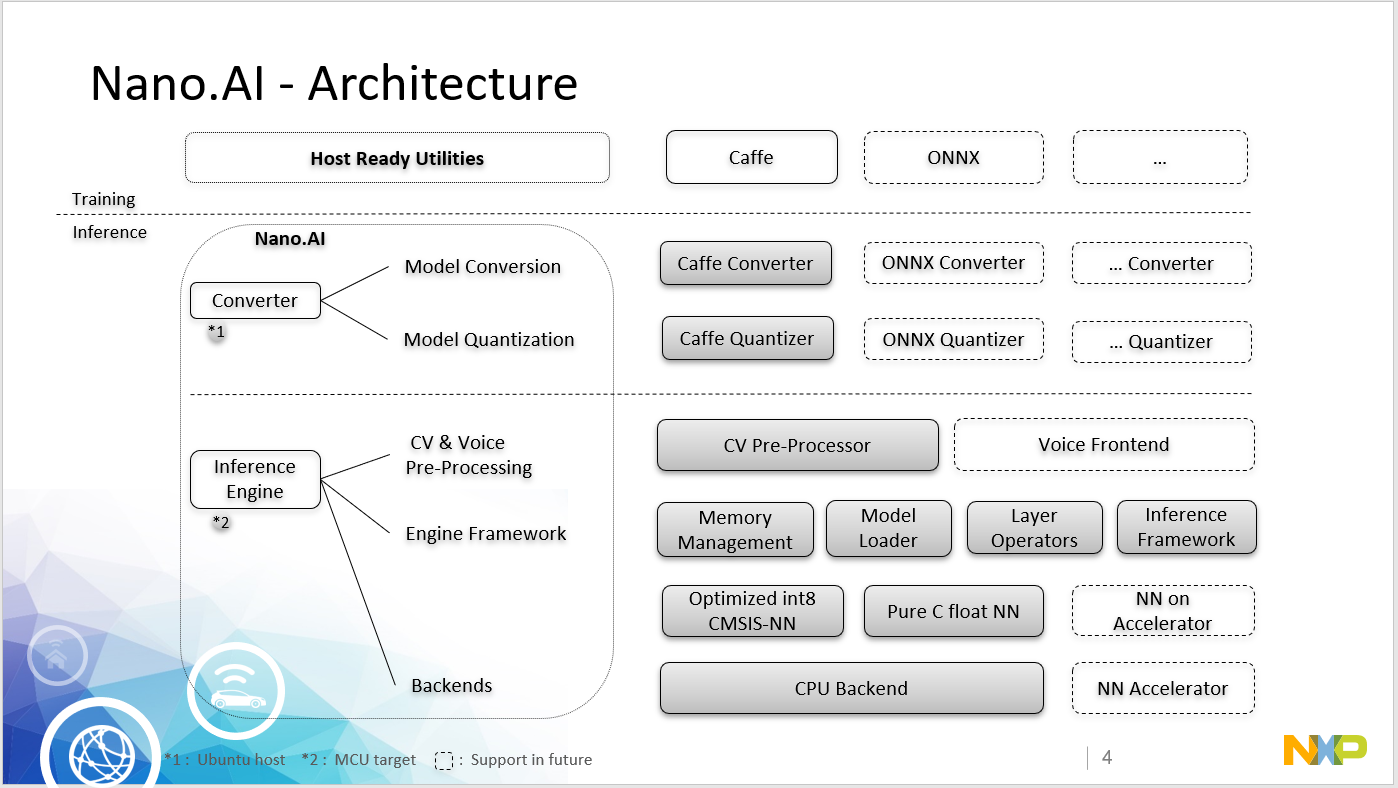 Nano.AI - Architecture
Host Ready Utilities
Caffe
ONNX
...
Training
Inference
Nano.AI
Converter
*1
Model Conversion
Model Quantization
Caffe Converter
ONNX Converter
... Converter
Caffe Quantizer
ONNX Quantizer
... Quantizer
Inference
Engine
*2
CV & Voice
Pre-Processing
Engine Framework
Backends
CV Pre-Processor
Voice Frontend
Memory
Management
Model
Loader
Layer
Operators
Inference
Framework
Optimized int8
CMSIS-NN
Pure C float NN
NN on
Accelerator
CPU Backend
NN Accelerator
*1 : Ubuntu host
*2 : MCU target
: Support in future
4
NXP